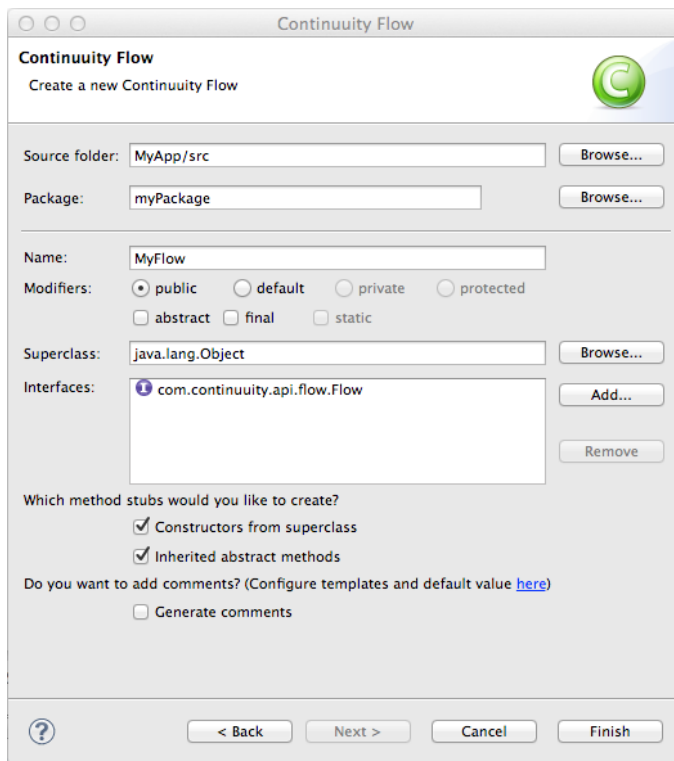 Continuuity Flow
Continuuity Flow
Create a new Continuuity Flow
C
Source folder: MyApp/src Browse...
Package: myPackage Browse...
Name: MyFlow
Modifiers: public default private protected
abstract final static
Superclass: java.lang.Object Browse...
Interfaces: I com.continuuity.api.flow.Flow Add...
Remove
Which method stubs would you like to create?
Constructors from superclass
Inherited abstract methods
Do you want to add comments? (Configure templates and default value here)
Generate comments
? < Back Next > Cancel Finish